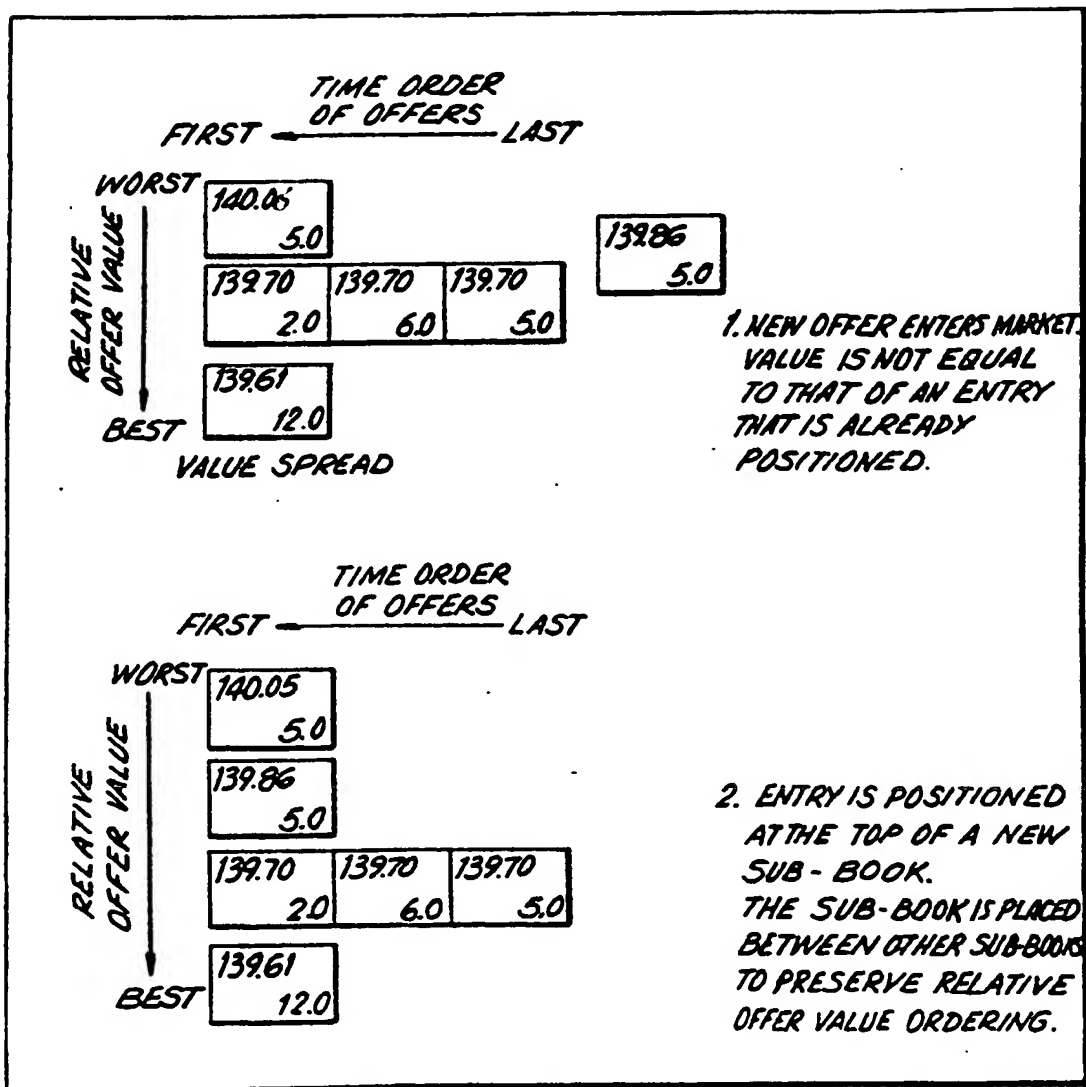 TIME ORDER
OF OFFERS
FIRST LAST
WORST
RELATIVE
OFFER VALUE
BEST
140.06
5.0
139.70 139.70 139.70
2.0 6.0 5.0
139.61
12.0
VALUE SPREAD
139.86
5.0
1. NEW OFFER ENTERS MARKET.
VALUE IS NOT EQUAL
TO THAT OF AN ENTRY
THAT IS ALREADY
POSITIONED.
TIME ORDER
OF OFFERS
FIRST LAST
WORST
RELATIVE
OFFER VALUE
BEST
140.05
5.0
139.86
5.0
139.70 139.70 139.70
2.0 6.0 5.0
139.61
12.0
2. ENTRY IS POSITIONED
AT THE TOP OF A NEW
SUB-BOOK.
THE SUB-BOOK IS PLACED
BETWEEN OTHER SUB-BOOKS
TO PRESERVE RELATIVE
OFFER VALUE ORDERING.